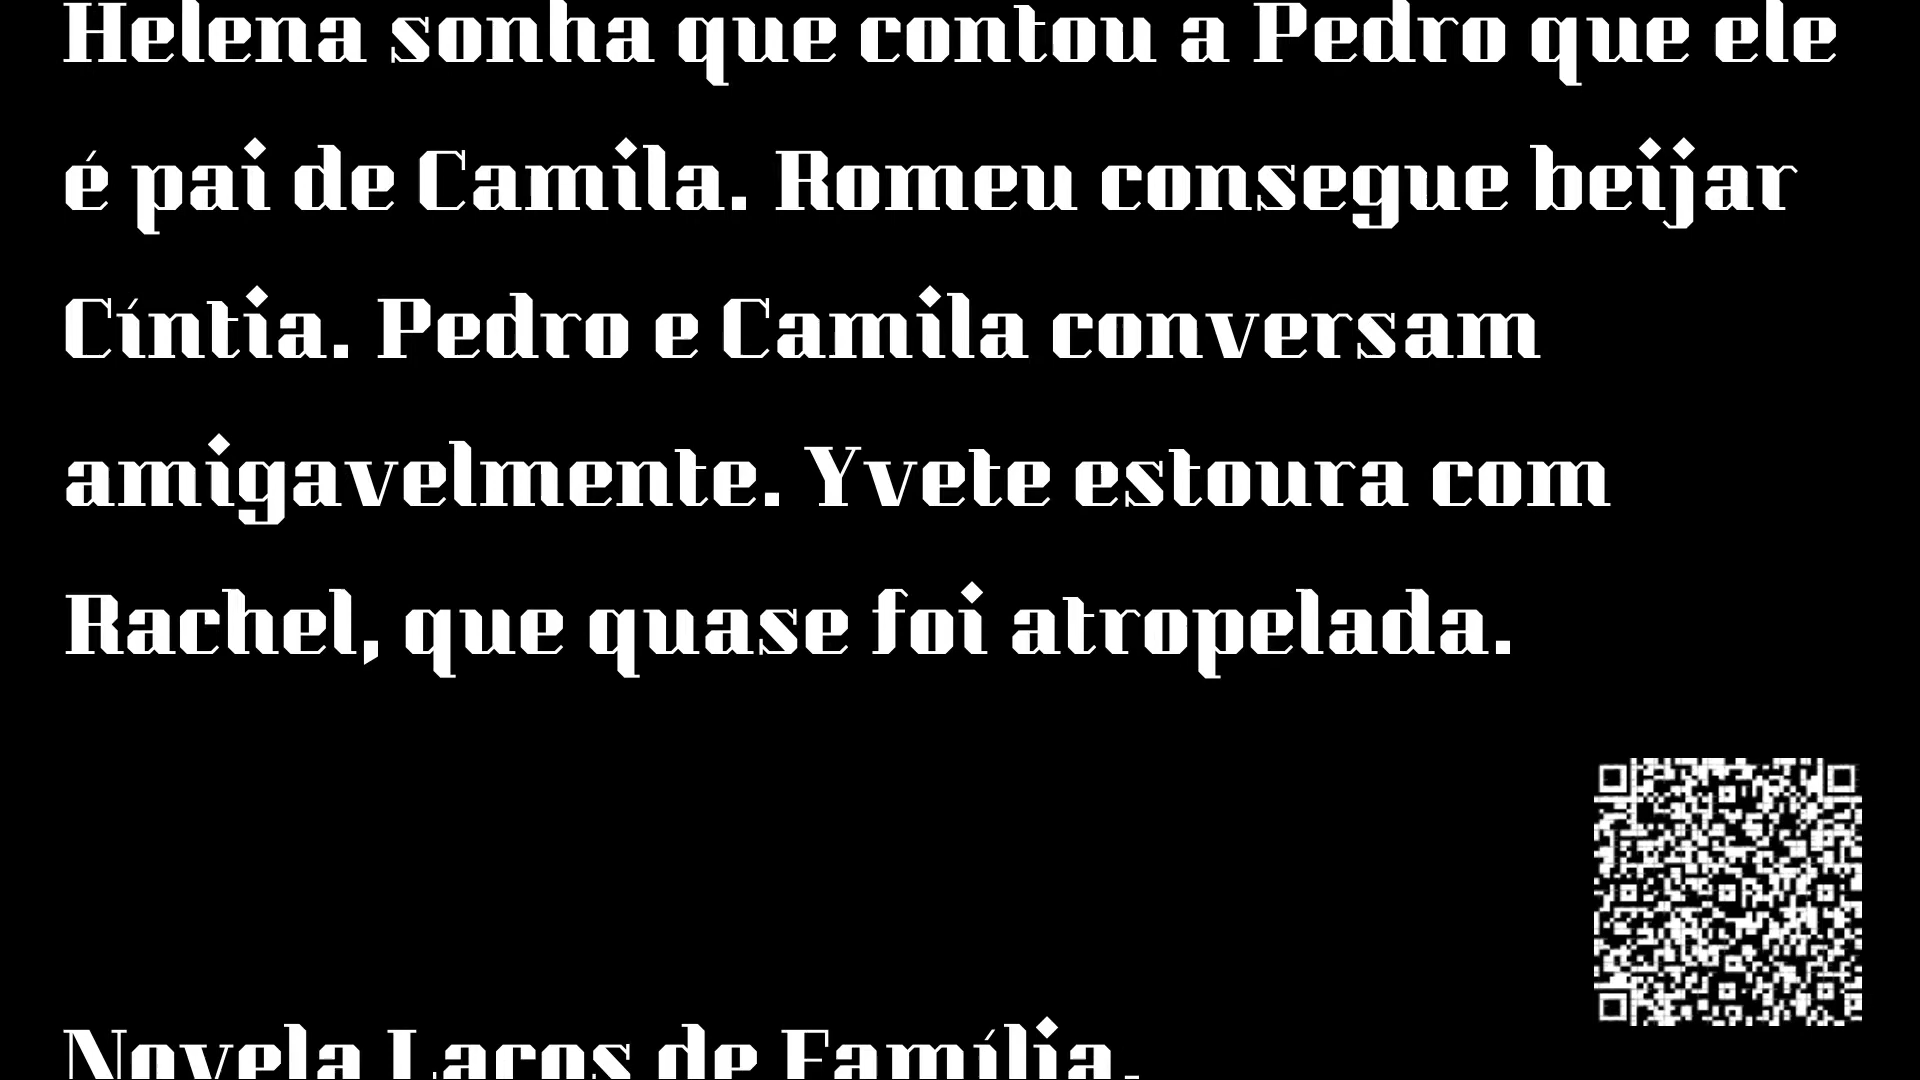 Helena sonha que contou a Pedro que ele
é pai de Camila. Romeu consegue beijar
Cíntia. Pedro e Camila conversam
amigavelmente. Yvete estoura com
Rachel, que quase foi atropelada.
Novela Laços de Família.